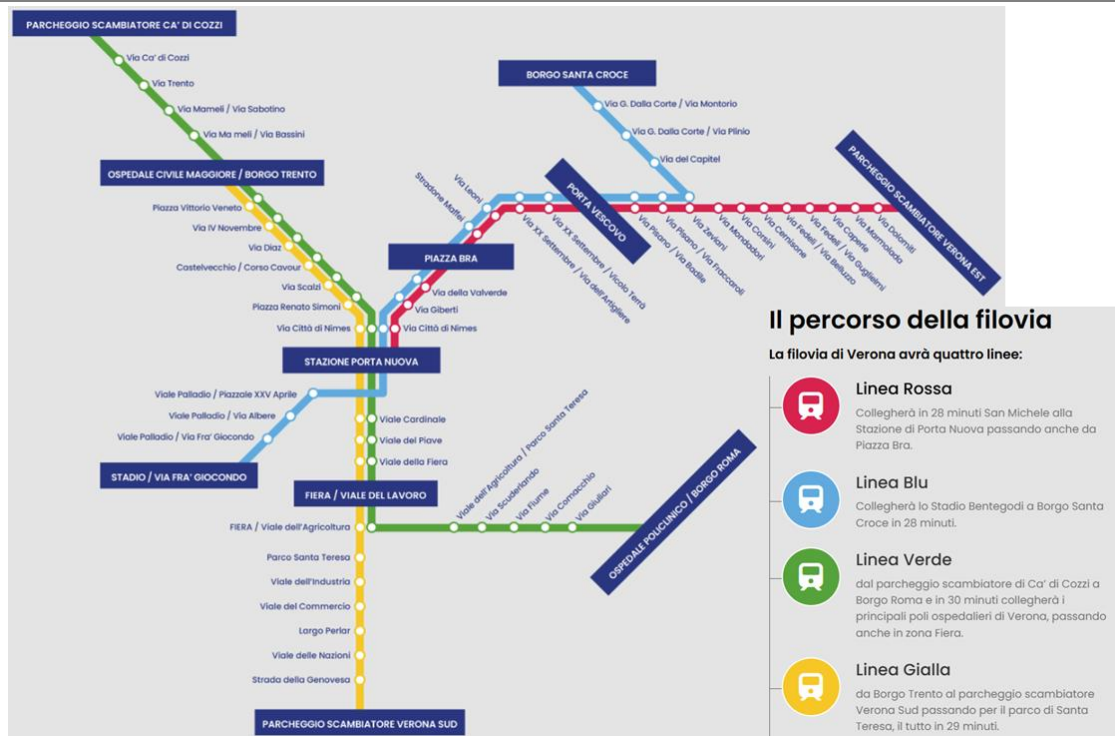 PARCHEGGIO SCAMBIATORE CA' DI COZZI
Via Ca' di Cozzi
Via Trento
Via Mameli / Via Sabotino
Via Ma meli / Via Bassini
OSPEDALE CIVILE MAGGIORE / BORGO TRENTO
Piazza Vittorio Veneto
Via IV Novembre
Via Diaz
Castelvecchio / Corso Cavour
Via Scalzi
Piazza Renato Simoni
Via Città di Nimes
BORGO SANTA CROCE
Via G. Dalla Corte / Via Montorio
Via G. Dalla Corte / Via Plinio
Via del Capitel
Via Leoni
Stradone Maffei
PIAZZA BRA
Via della Valverde
Via Giberti
Via Città di Nimes
PORTA VESCOVO
Via XX Settembre / Via dell'Artigliere
Via XX Settembre / Vicolo Terrà
Via Pisano / Via Badile
Via Pisano / Via Fraccaroli
Via Zeviani
Via Mondadori
Via Corsini
Via Cernisone
Via Fedeli / Via Belluzzo
Via Fedeli / Via Guglielmi
Via Caperle
Via Marmolada
Via Dolomiti
PARCHEGGIO SCAMBIATORE VERONA EST
STAZIONE PORTA NUOVA
Viale Palladio / Piazzale XXV Aprile
Viale Palladio / Via Albere
Viale Palladio / Via Fra' Giocondo
STADIO / VIA FRA' GIOCONDO
Viale Cardinale
Viale del Piave
Viale della Fiera
FIERA / VIALE DEL LAVORO
FIERA / Viale dell'Agricoltura
Viale dell'Agricoltura / Parco Santa Teresa
Via Scuderlando
Via Fiume
Via Comacchio
Via Giuliari
OSPEDALE POLICLINICO / BORGO ROMA
Parco Santa Teresa
Viale dell'Industria
Viale del Commercio
Largo Perlar
Viale delle Nazioni
Strada della Genovesa
PARCHEGGIO SCAMBIATORE VERONA SUD
Il percorso della filovia
La filovia di Verona avrà quattro linee:
Linea Rossa
Collegherà in 28 minuti San Michele alla
Stazione di Porta Nuova passando anche da
Piazza Bra.
Linea Blu
Collegherà lo Stadio Bentegodi a Borgo Santa
Croce in 28 minuti.
Linea Verde
dal parcheggio scambiatore di Ca' di Cozzi a
Borgo Roma e in 30 minuti collegherà i
principali poli ospedalieri di Verona, passando
anche in zona Fiera.
Linea Gialla
da Borgo Trento al parcheggio scambiatore
Verona Sud passando per il parco di Santa
Teresa, il tutto in 29 minuti.